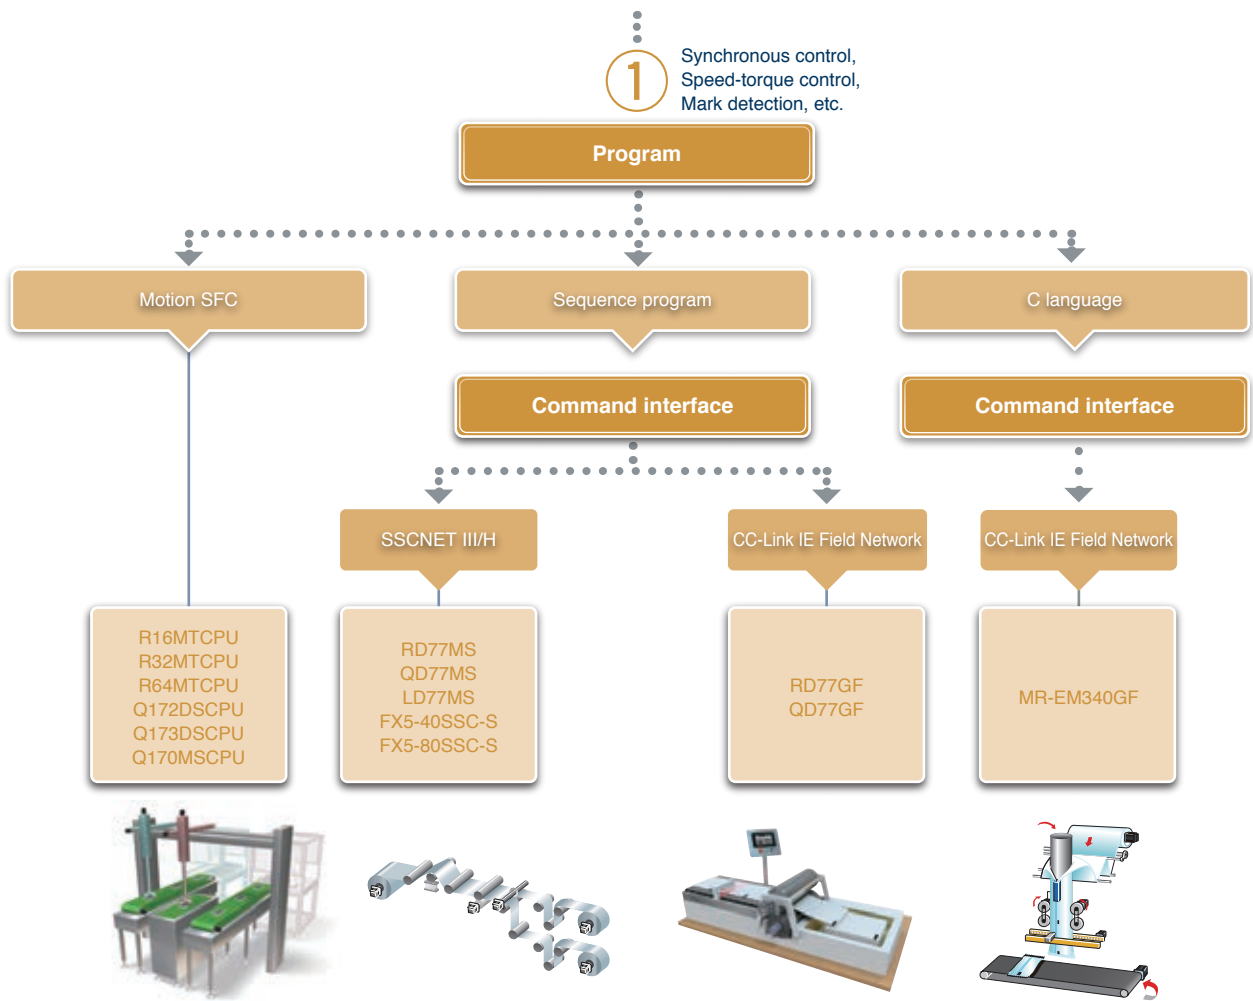 1
Synchronous control,
Speed-torque control,
Mark detection, etc.
Program
Motion SFC
Sequence program
C language
Command interface
Command interface
SSCNET III/H
CC-Link IE Field Network
CC-Link IE Field Network
R16MTCPU
R32MTCPU
R64MTCPU
Q172DSCPU
Q173DSCPU
Q170MSCPU
RD77MS
QD77MS
LD77MS
FX5-40SSC-S
FX5-80SSC-S
RD77GF
QD77GF
MR-EM340GF